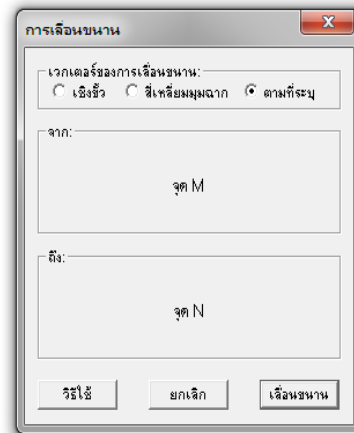 การเลื่อนขนาน
เวกเตอร์ของการเลื่อนขนาน:
เชิงขั้ว สี่เหลี่ยมมุมฉาก ตามที่ระบุ
จาก:
จุด M
ถึง:
จุด N
วิธีใช้ ยกเลิก เลื่อนขนาน